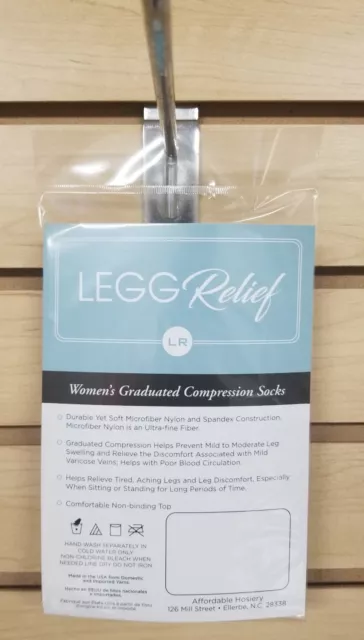 LEGG Relief
LR
Women's Graduated Compression Socks
Durable Yet Soft Microfiber Nylon and Spandex Construction.
Microfiber Nylon is an Ultra-fine Fiber.
Graduated Compression Helps Prevent Mild to Moderate Leg
Swelling and Relieve the Discomfort Associated with Mild
Varicose Veins; Helps with Poor Blood Circulation.
Helps Relieve Tired, Aching Legs and Leg Discomfort, Especially
When Sitting or Standing for Long Periods of Time.
Comfortable Non-binding Top
HAND-WASH SEPARATELY IN
COLD WATER ONLY
NON-CHLORINE BLEACH WHEN
NEEDED LINE DRY DO NOT IRON
Made in the USA from Domestic
and Imported Yarns.
Affordable Hosiery
126 Mill Street • Ellerbe, N.C. 28338